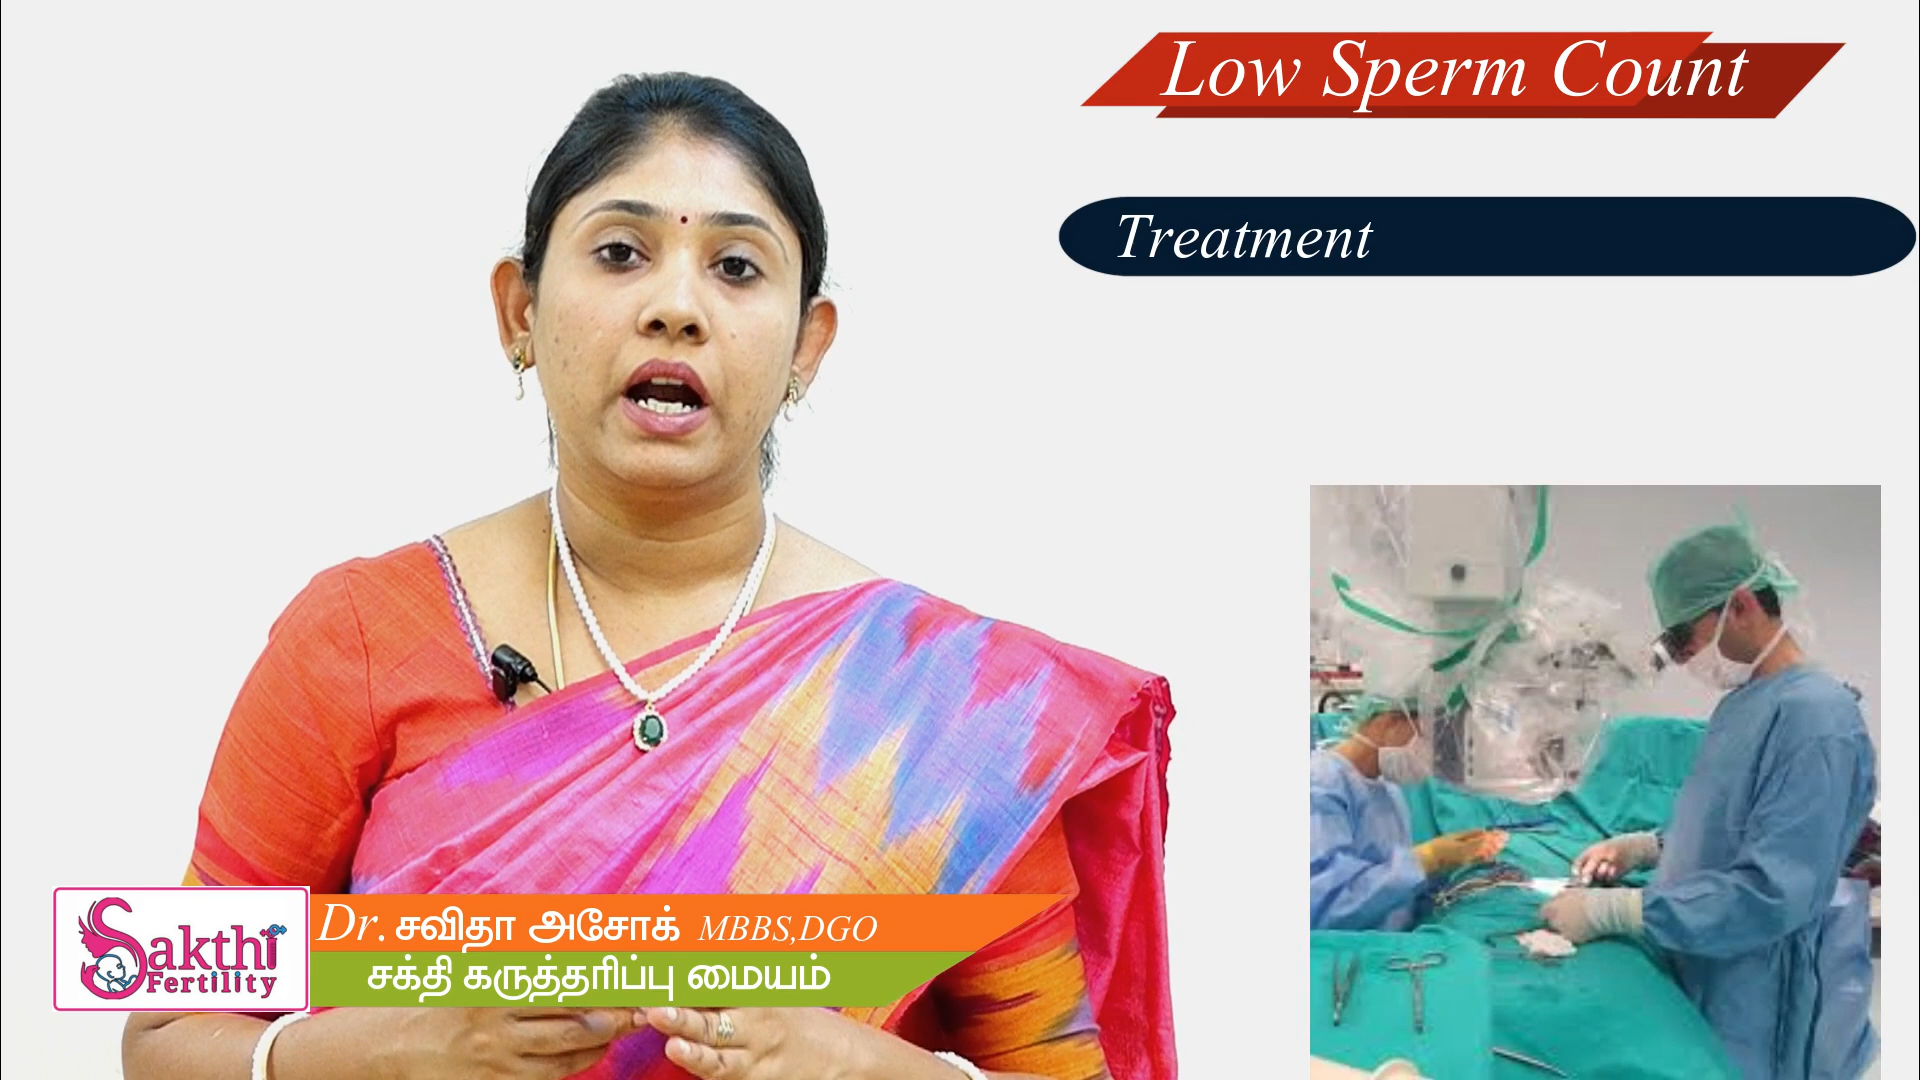 Low Sperm Count
Treatment
Dr. சவிதா அசோக் MBBS,DGO
Sakthi
Fertility
சக்தி கருத்தரிப்பு மையம்